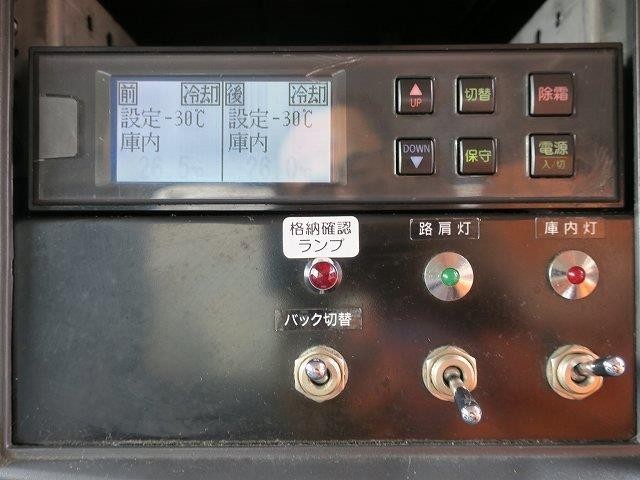 前 冷却 後 冷却
設定-30℃ 設定-30℃
庫内 庫内
UP 切替 除霜
DOWN 保守 電源
入/切
格納確認
ランプ
路肩灯 庫内灯
バック切替